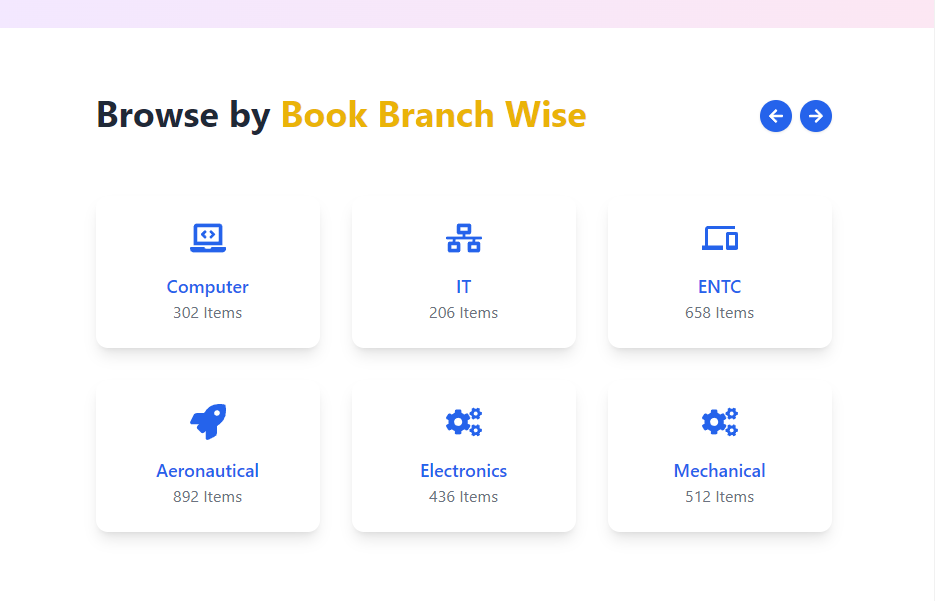 Browse by Book Branch Wise
Computer
302 Items
IT
206 Items
ENTC
658 Items
Aeronautical
892 Items
Electronics
436 Items
Mechanical
512 Items